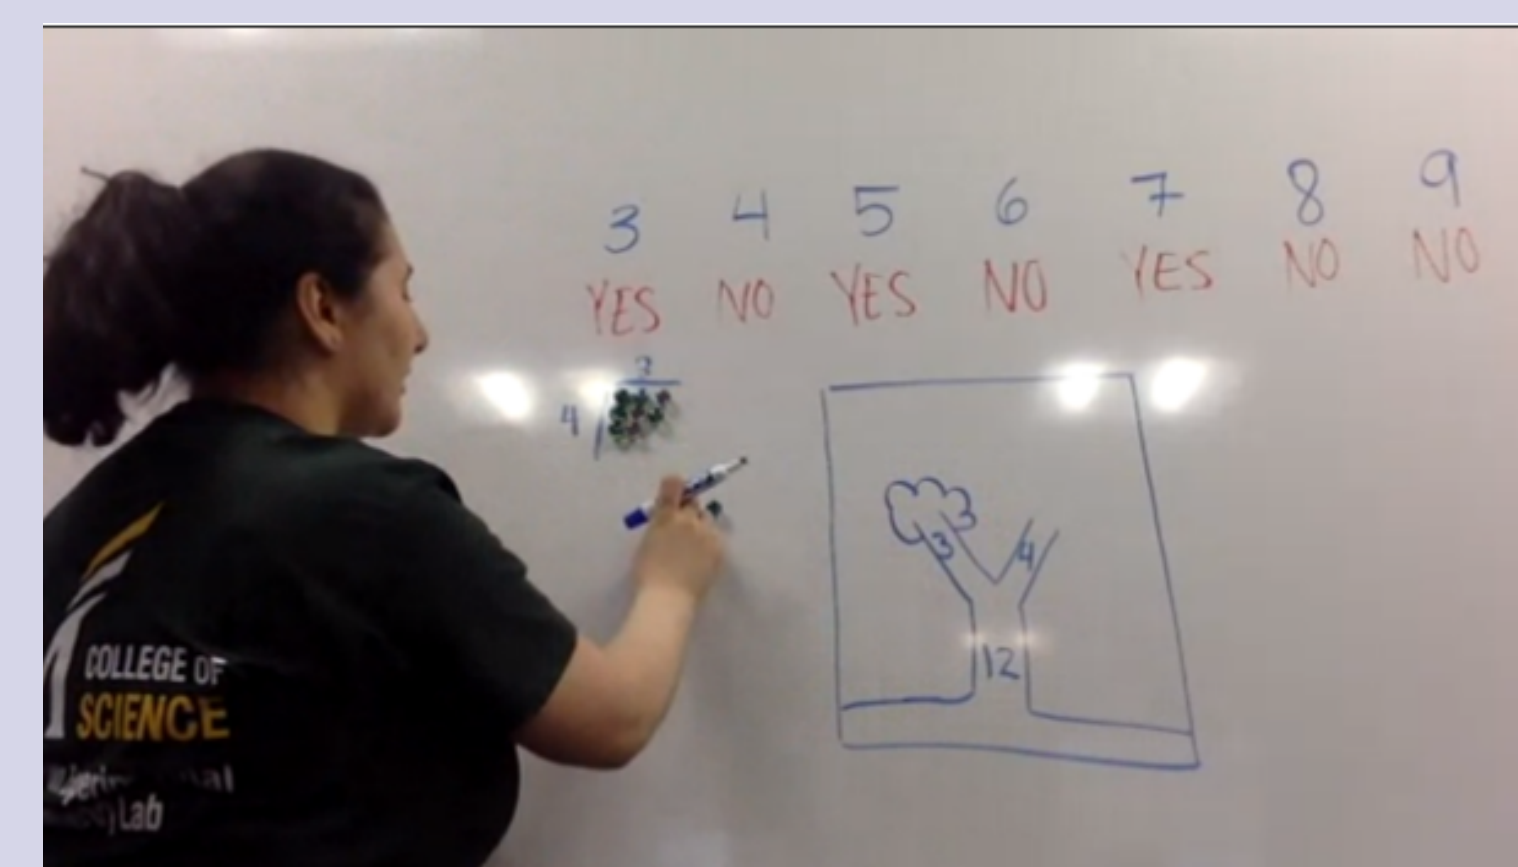 3 4 5 6 7 8 9
YES NO YES NO YES NO NO
3
4
3 4
12
COLLEGE OF
SCIENCE
Lab